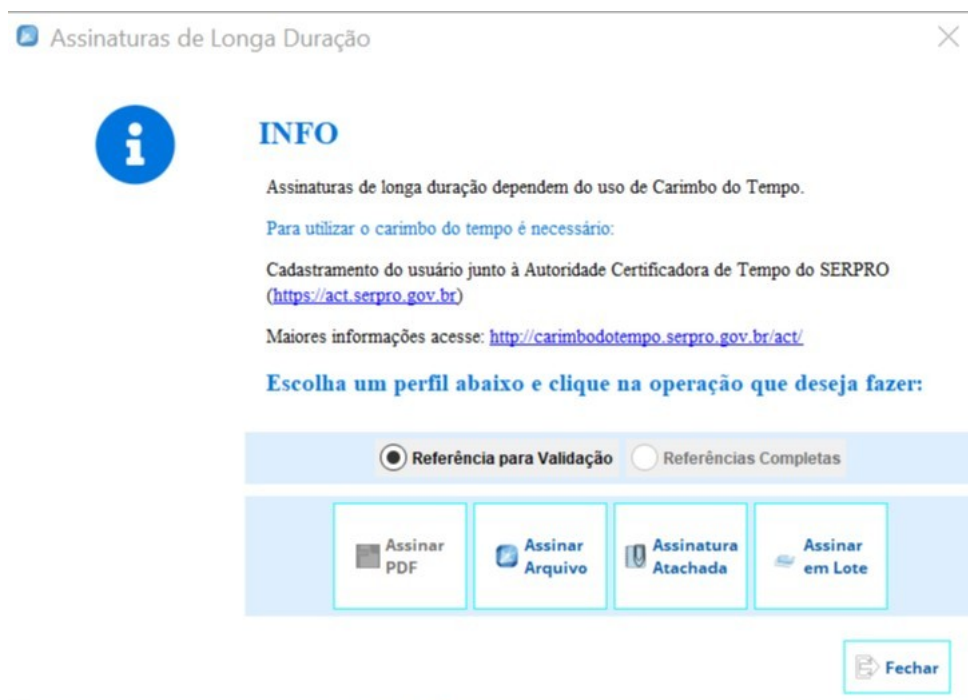 Assinaturas de Longa Duração
INFO
Assinaturas de longa duração dependem do uso de Carimbo do Tempo.
Para utilizar o carimbo do tempo é necessário:
Cadastramento do usuário junto à Autoridade Certificadora de Tempo do SERPRO
(https://act.serpro.gov.br)
Maiores informações acesse: http://carimbodotempo.serpro.gov.br/act/
Escolha um perfil abaixo e clique na operação que deseja fazer:
Referência para Validação Referências Completas
Assinar
PDF
Assinar
Arquivo
Assinatura
Atachada
Assinar
em Lote
Fechar